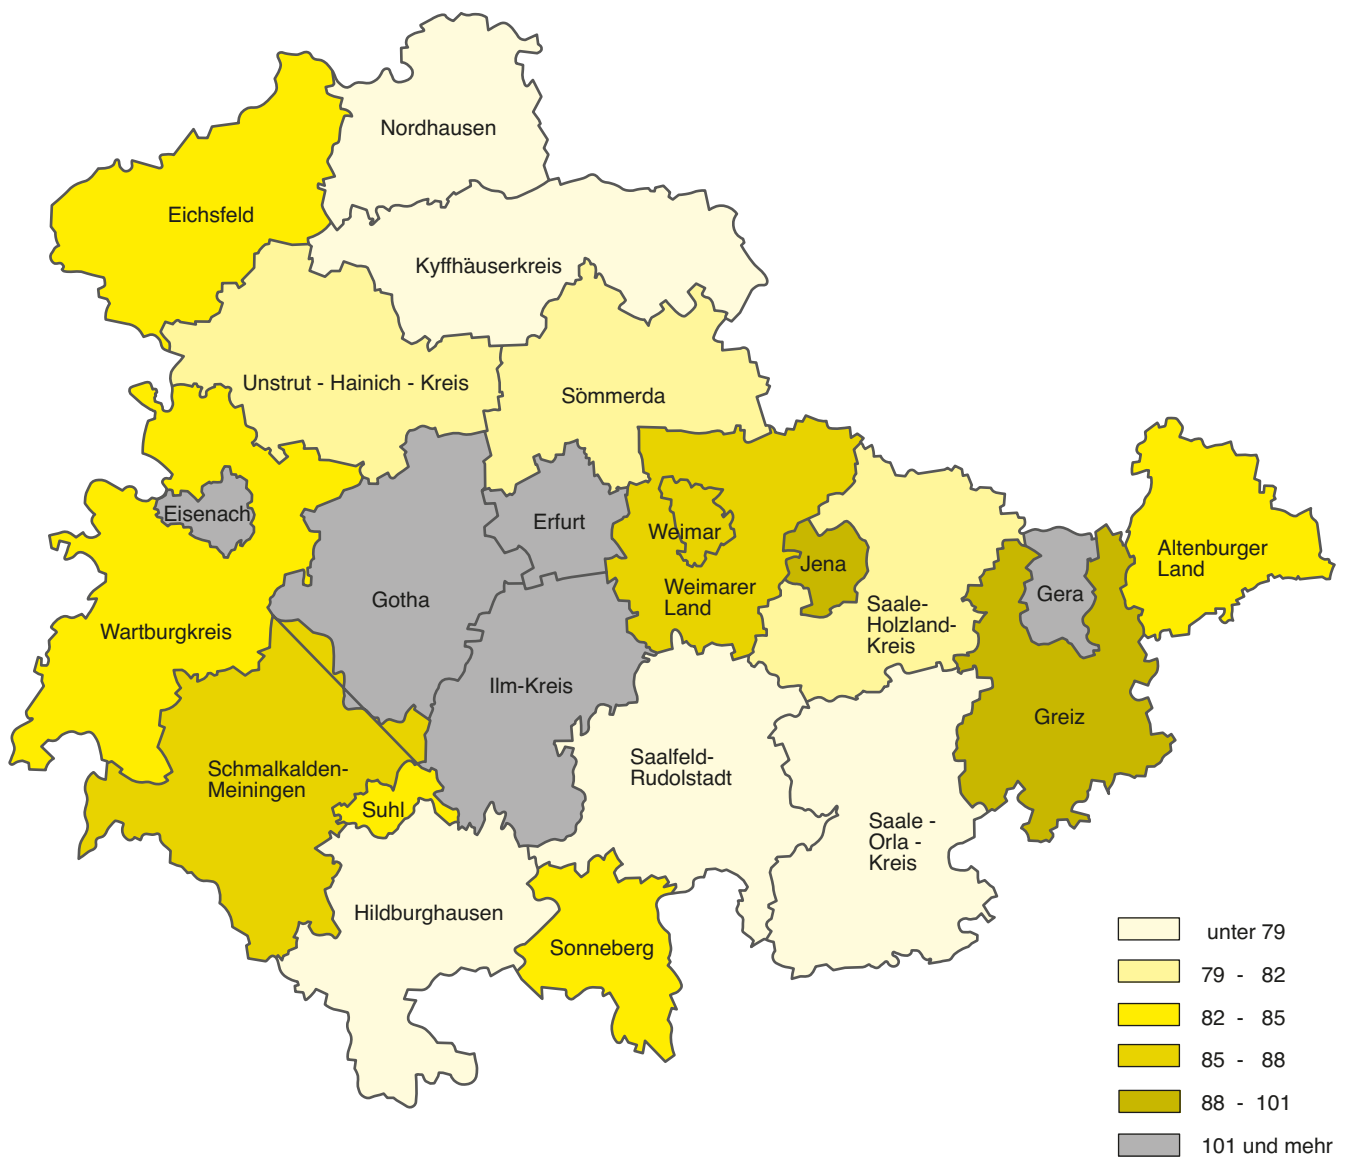 Nordhausen
Eichsfeld
Kyffhäuserkreis
Unstrut - Hainich - Kreis
Sömmerda
Eisenach
Erfurt
Weimar
Jena
Altenburger
Land
Gotha
Weimarer
Land
Gera
Saale-
Holzland-
Kreis
Wartburgkreis
Ilm-Kreis
Greiz
Schmalkalden-
Meiningen
Saalfeld-
Rudolstadt
Suhl
Saale -
Orla -
Kreis
Hildburghausen
Sonneberg
unter 79
79 - 82
82 - 85
85 - 88
88 - 101
101 und mehr